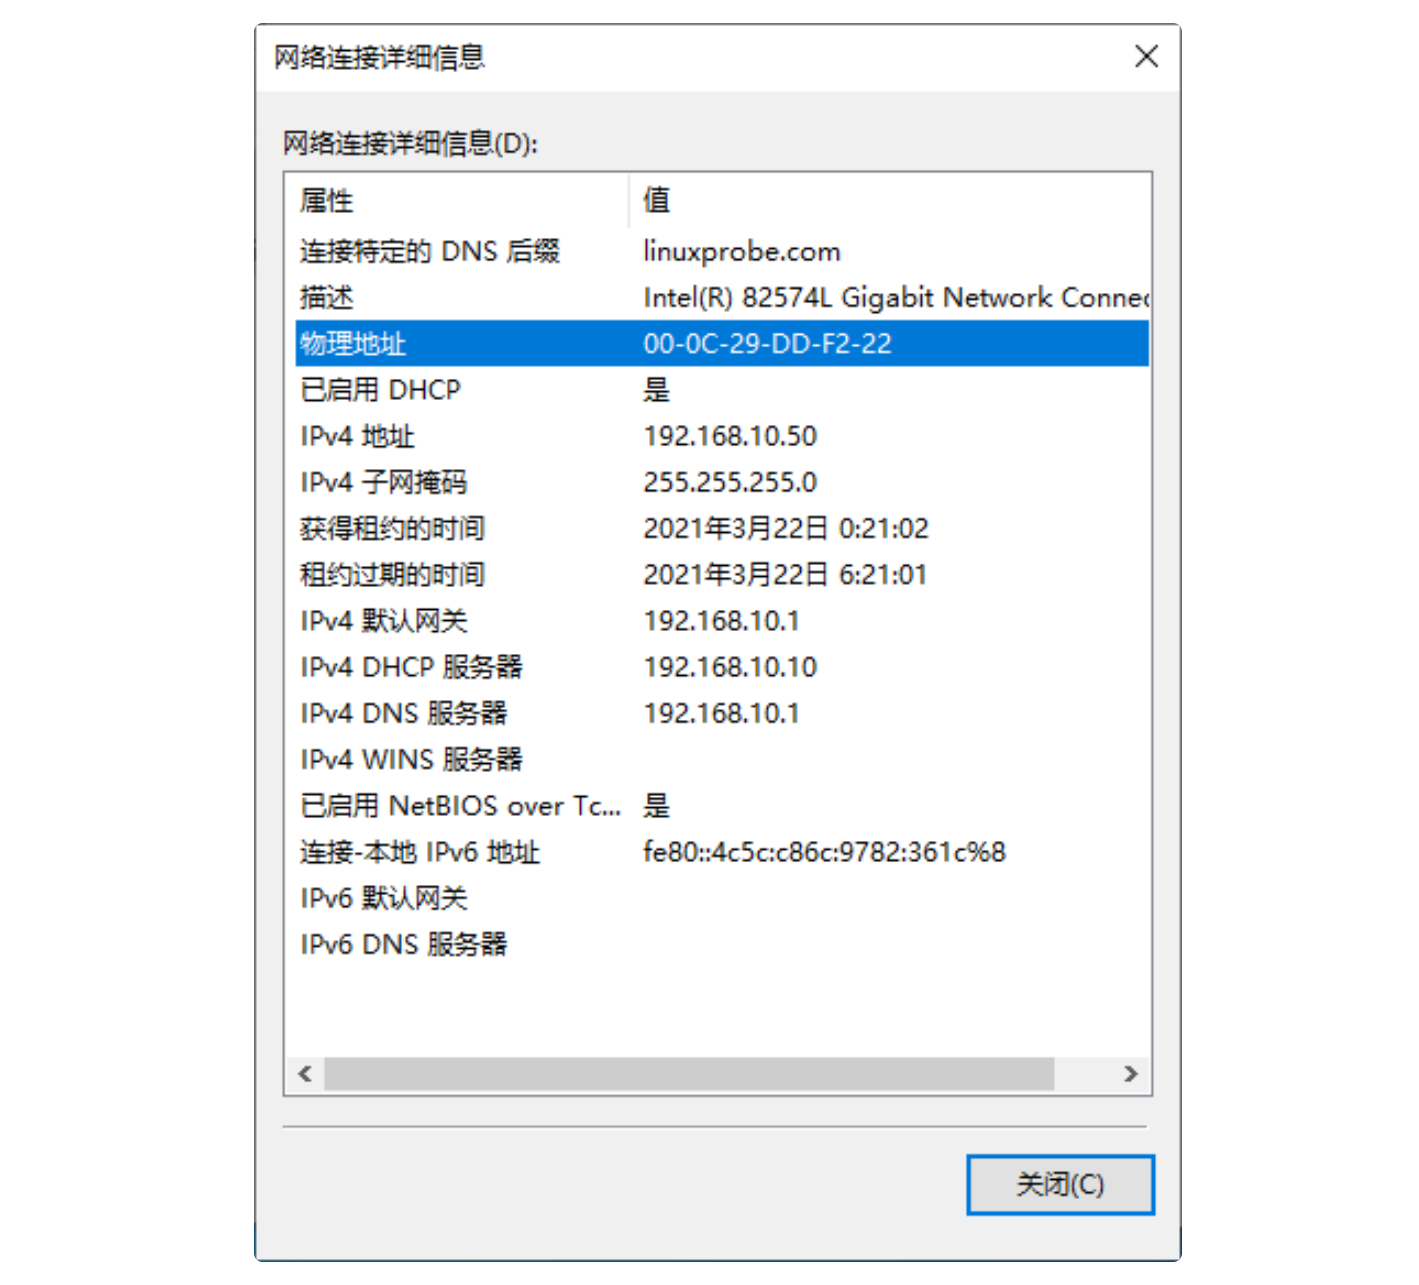 网络连接详细信息
网络连接详细信息(D):
属性 值
连接特定的 DNS 后缀 linuxprobe.com
描述 Intel(R) 82574L Gigabit Network Connec
物理地址 00-0C-29-DD-F2-22
已启用 DHCP 是
IPv4 地址 192.168.10.50
IPv4 子网掩码 255.255.255.0
获得租约的时间 2021年3月22日 0:21:02
租约过期的时间 2021年3月22日 6:21:01
IPv4 默认网关 192.168.10.1
IPv4 DHCP 服务器 192.168.10.10
IPv4 DNS 服务器 192.168.10.1
IPv4 WINS 服务器
已启用 NetBIOS over Tc... 是
连接-本地 IPv6 地址 fe80::4c5c:c86c:9782:361c%8
IPv6 默认网关
IPv6 DNS 服务器
关闭(C)